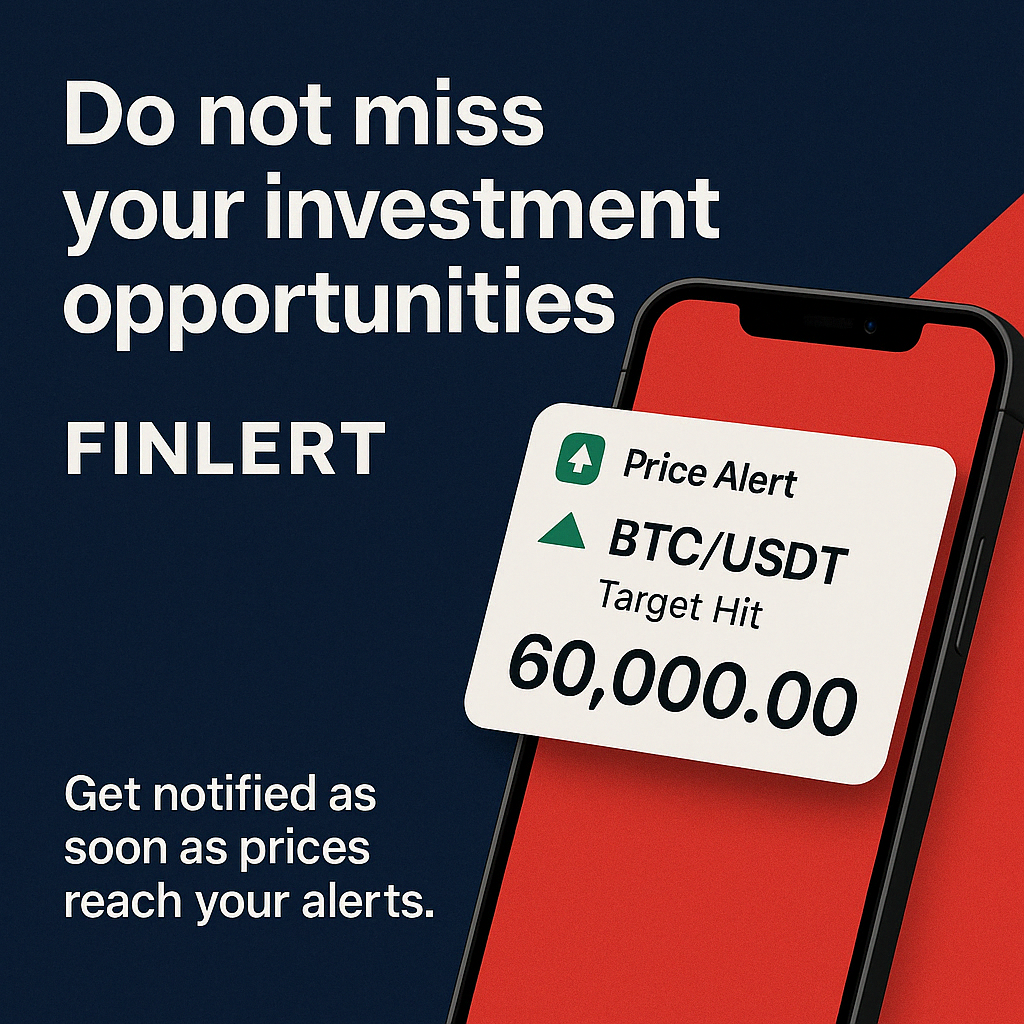 Do not miss
your investment
opportunities
FINLERT
Price Alert
BTC/USDT
Target Hit
60,000.00
Get notified as
soon as prices
reach your alerts.